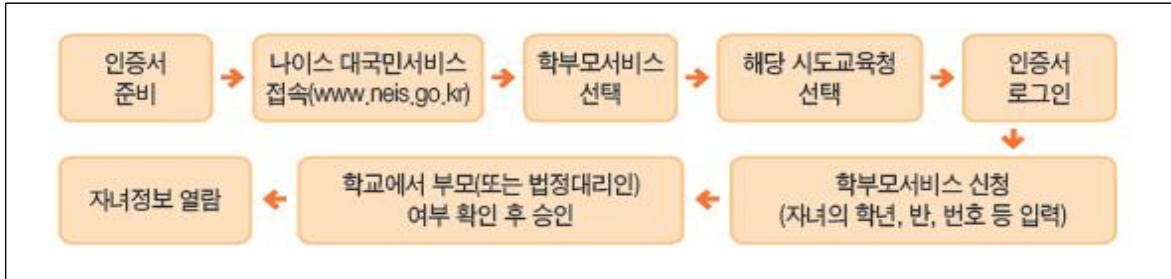 인증서
준비
나이스 대국민서비스
접속(www.neis.go.kr)
학부모서비스
선택
해당 시도교육청
선택
인증서
로그인
학부모서비스 신청
(자녀의 학년, 반, 번호 등 입력)
학교에서 부모(또는 법정대리인)
여부 확인 후 승인
자녀정보 열람